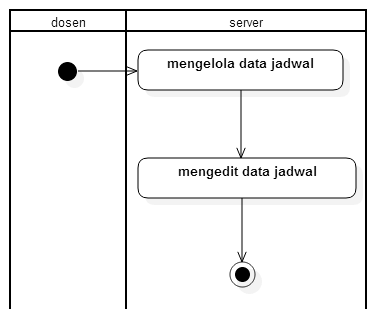 dosen
server
mengelola data jadwal
mengedit data jadwal